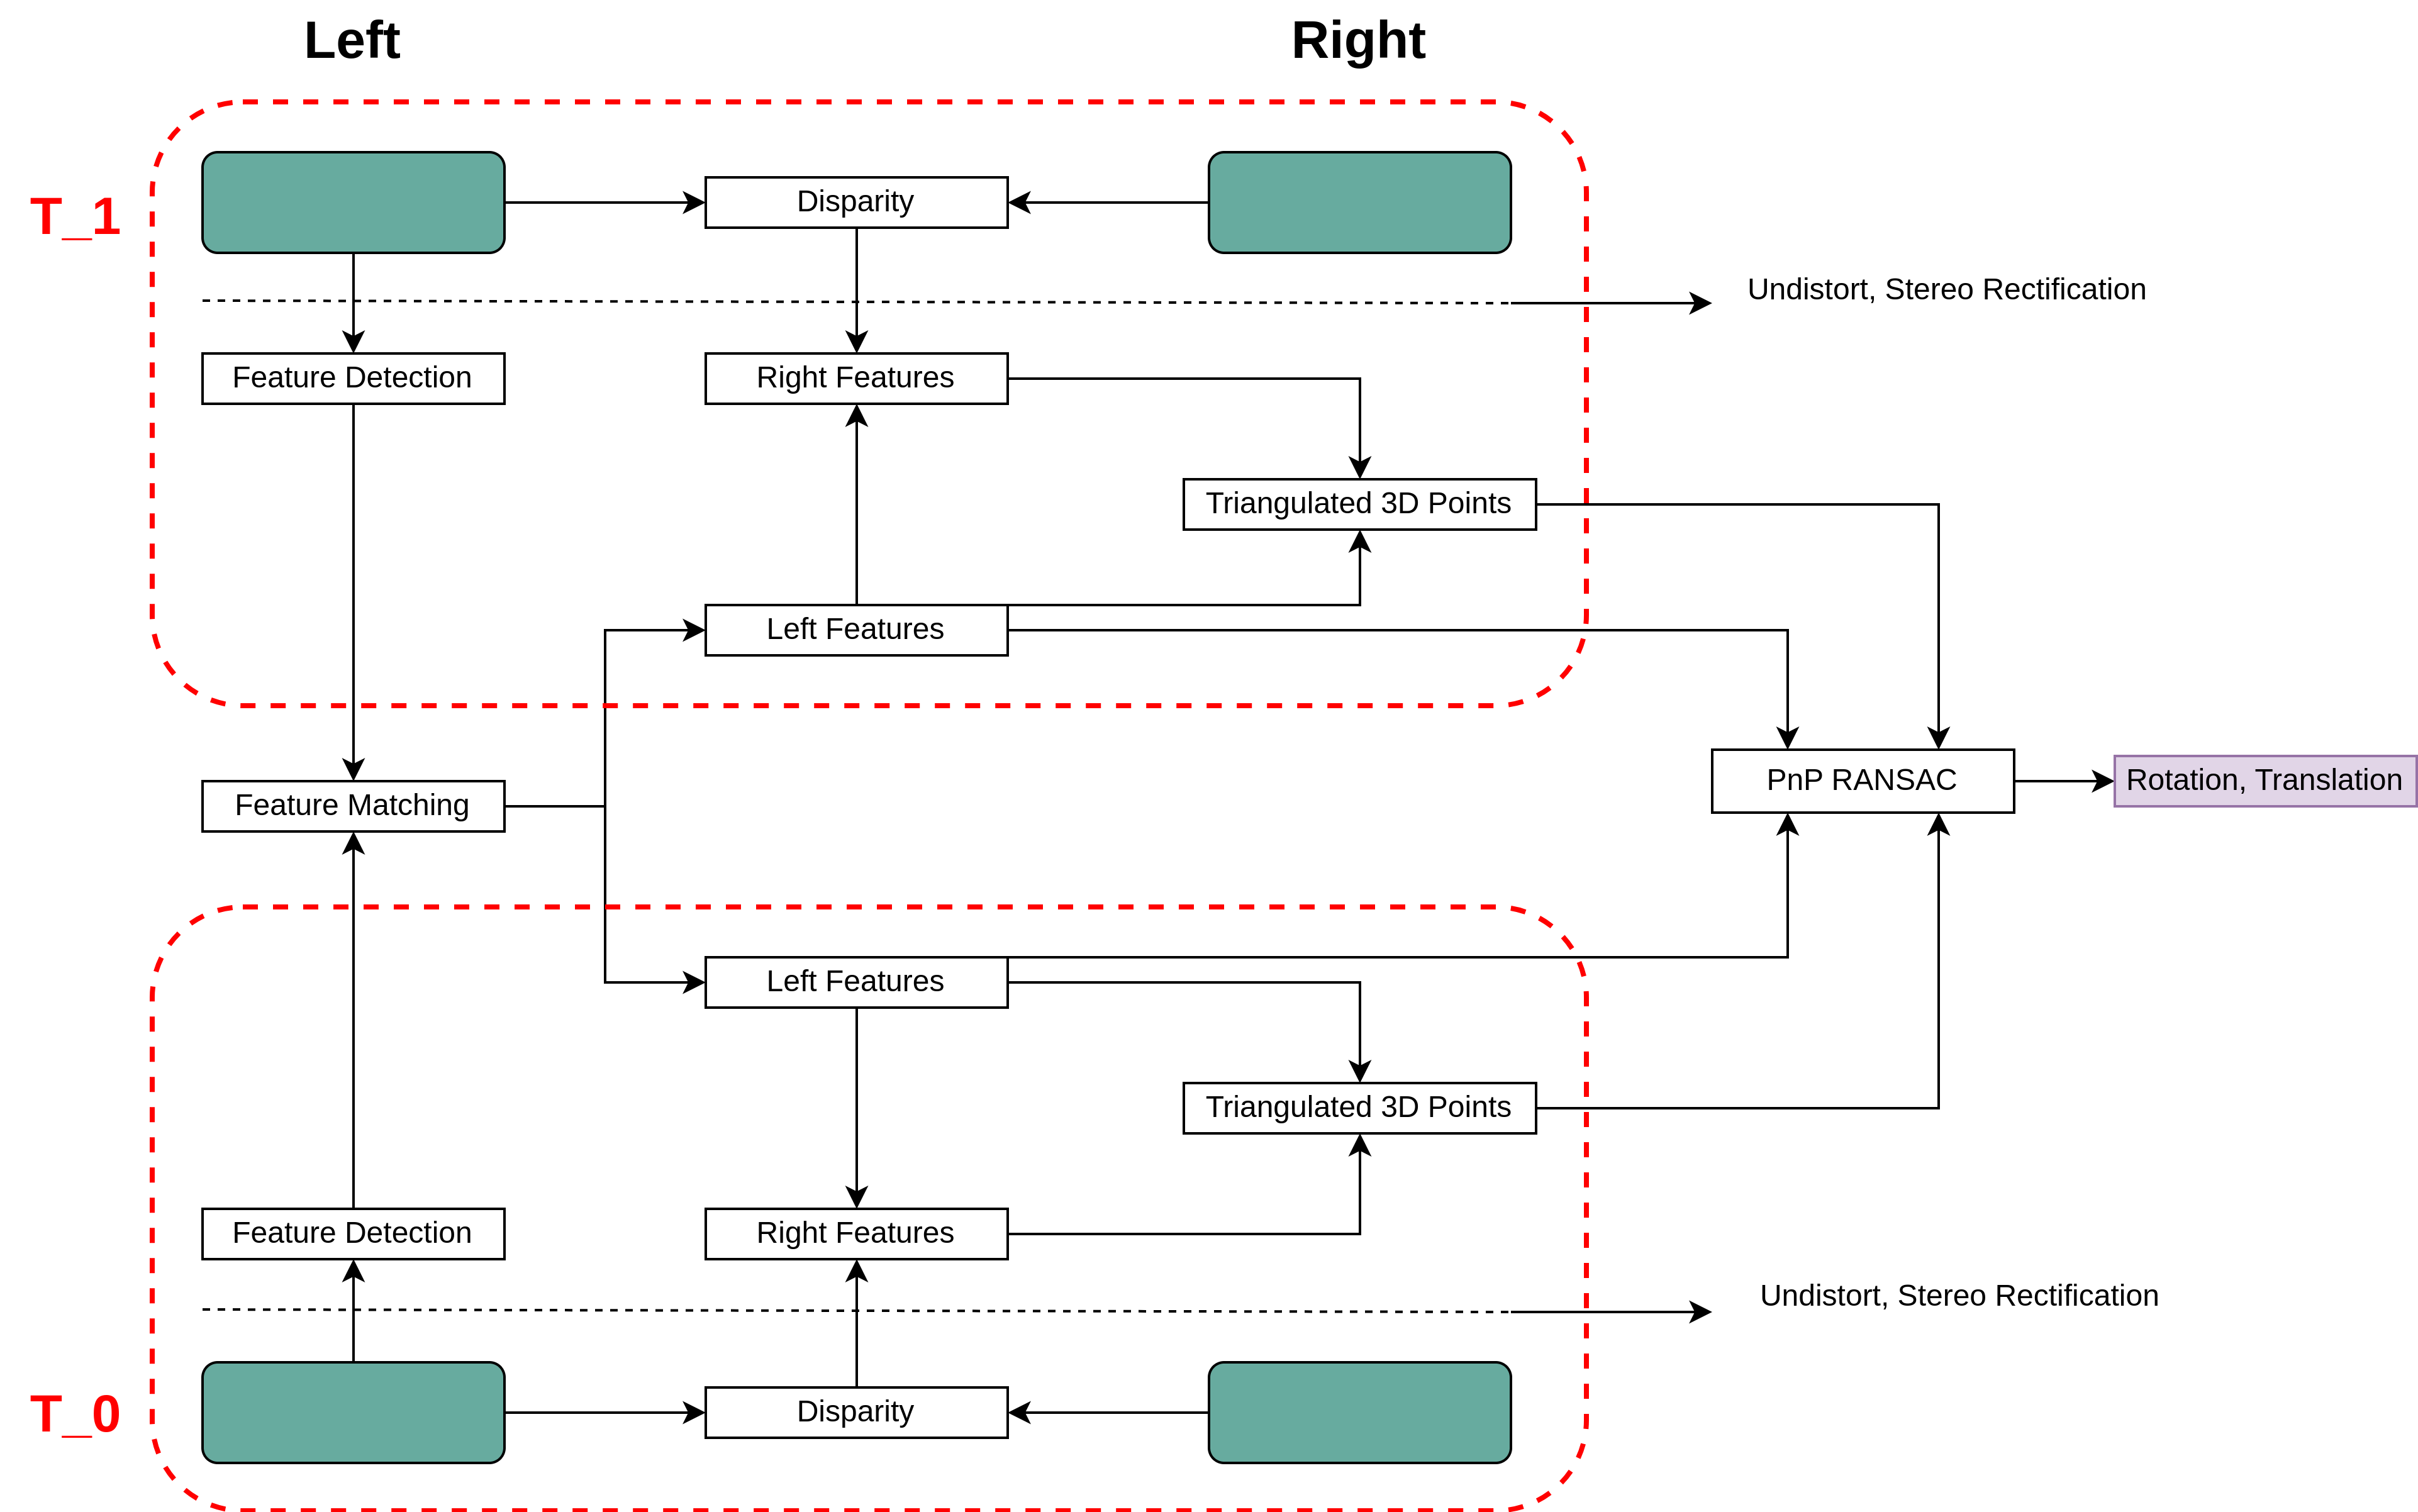 Left
Right
T_1
Disparity
Undistort, Stereo Rectification
Feature Detection
Right Features
Triangulated 3D Points
Left Features
Feature Matching
PnP RANSAC
Rotation, Translation
Left Features
Triangulated 3D Points
Feature Detection
Right Features
Undistort, Stereo Rectification
T_0
Disparity